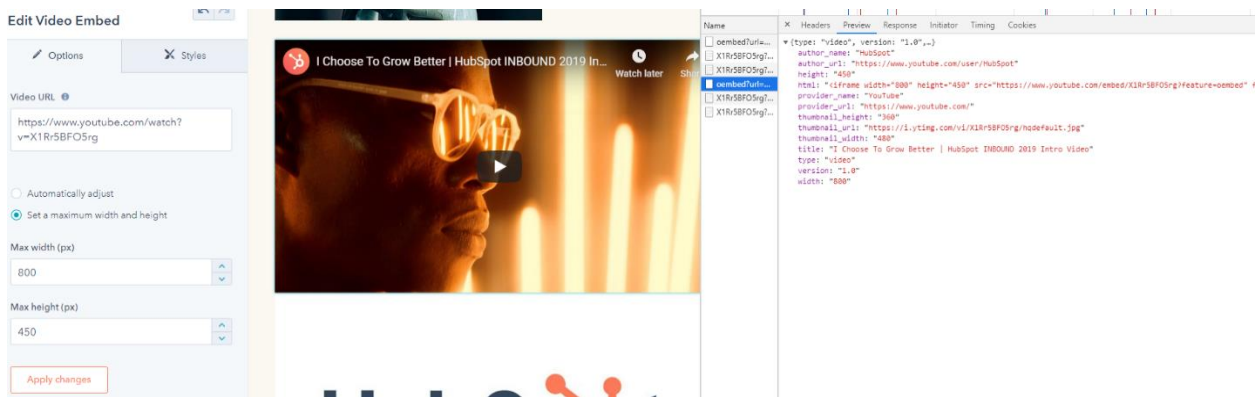 Edit Video Embed
Options
Styles
Video URL
https://www.youtube.com/watch?
v=X1Rr5BFO5rg
Automatically adjust
Set a maximum width and height
Max width (px)
800
Max height (px)
450
Apply changes
I Choose To Grow Better | HubSpot INBOUND 2019 In...
Watch later
Name
oembed?url=...
X1Rr5BFO5rg?...
X1Rr5BFO5rg?...
oembed?url=...
X1Rr5BFO5rg?...
X1Rr5BFO5rg?...
× Headers Preview Response Initiator Timing Cookies
▼{type: "video", version: "1.0",…}
author_name: "HubSpot"
author_url: "https://www.youtube.com/user/HubSpot"
height: "450"
html: "<iframe width="800" height="450" src="https://www.youtube.com/embed/X1Rr5BFO5rg?feature=oembed"
provider_name: "YouTube"
provider_url: "https://www.youtube.com/"
thumbnail_height: "360"
thumbnail_url: "https://i.ytimg.com/vi/X1Rr5BFO5rg/hqdefault.jpg"
thumbnail_width: "480"
title: "I Choose To Grow Better | HubSpot INBOUND 2019 Intro Video"
type: "video"
version: "1.0"
width: "800"